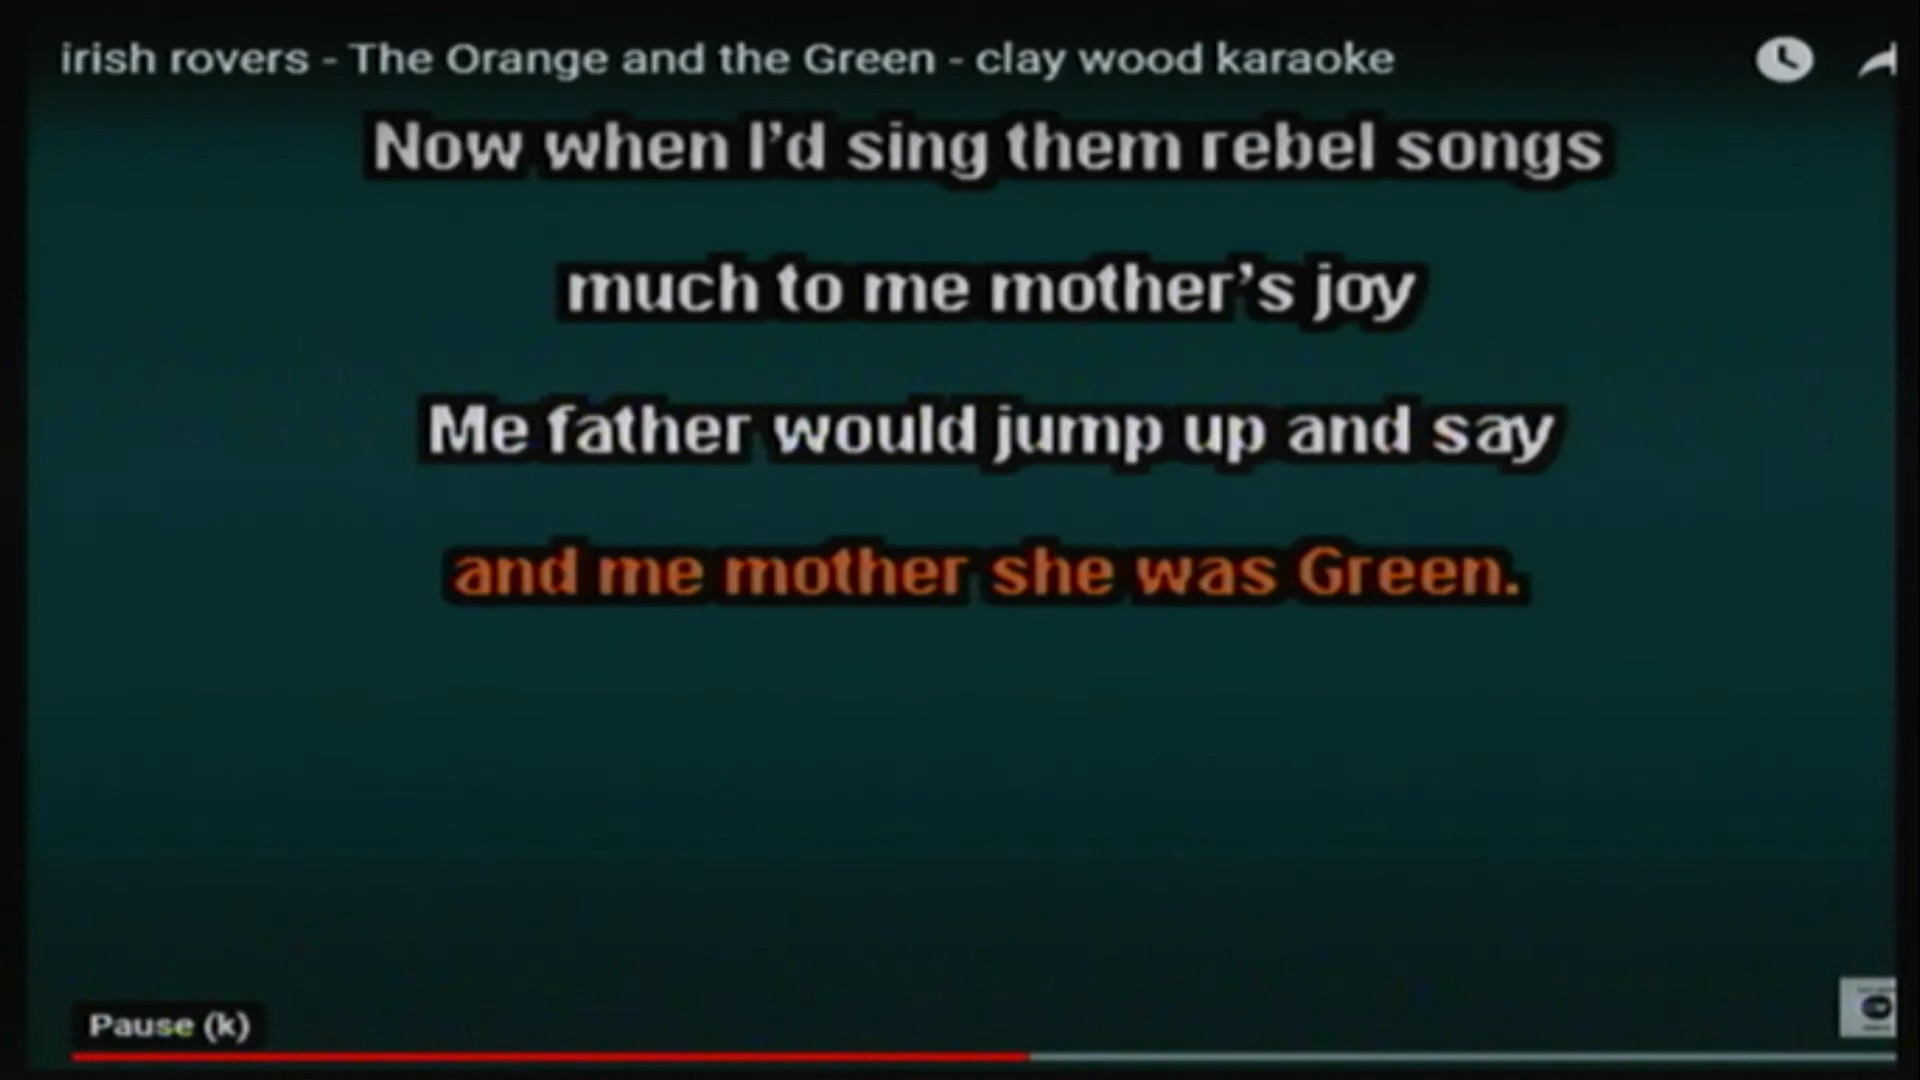 irish rovers - The Orange and the Green - clay wood karaoke
Now when I'd sing them rebel songs
much to me mother's joy
Me father would jump up and say
and me mother she was Green.
Pause (k)